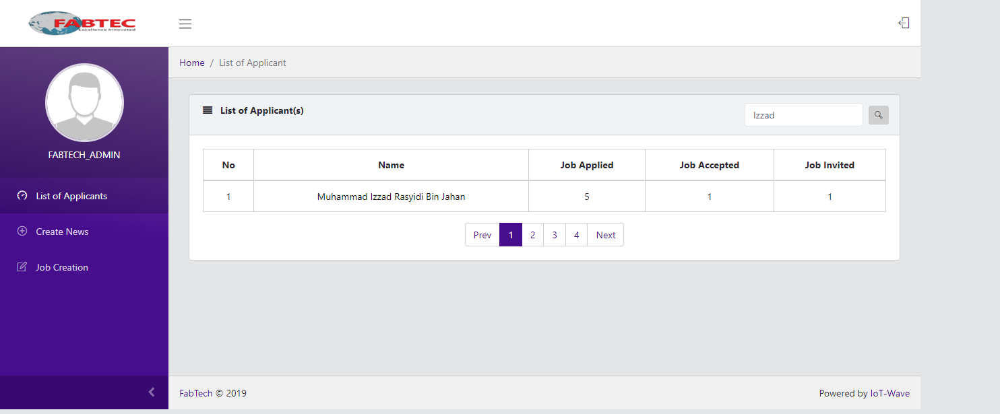 FABTEC
Excellence Innovated
Home / List of Applicant
FABTECH_ADMIN
List of Applicants
Create News
Job Creation
List of Applicant(s)
Izzad
No Name Job Applied Job Accepted Job Invited
1 Muhammad Izzad Rasyidi Bin Jahan 5 1 1
Prev 1 2 3 4 Next
FabTech © 2019
Powered by IoT-Wave